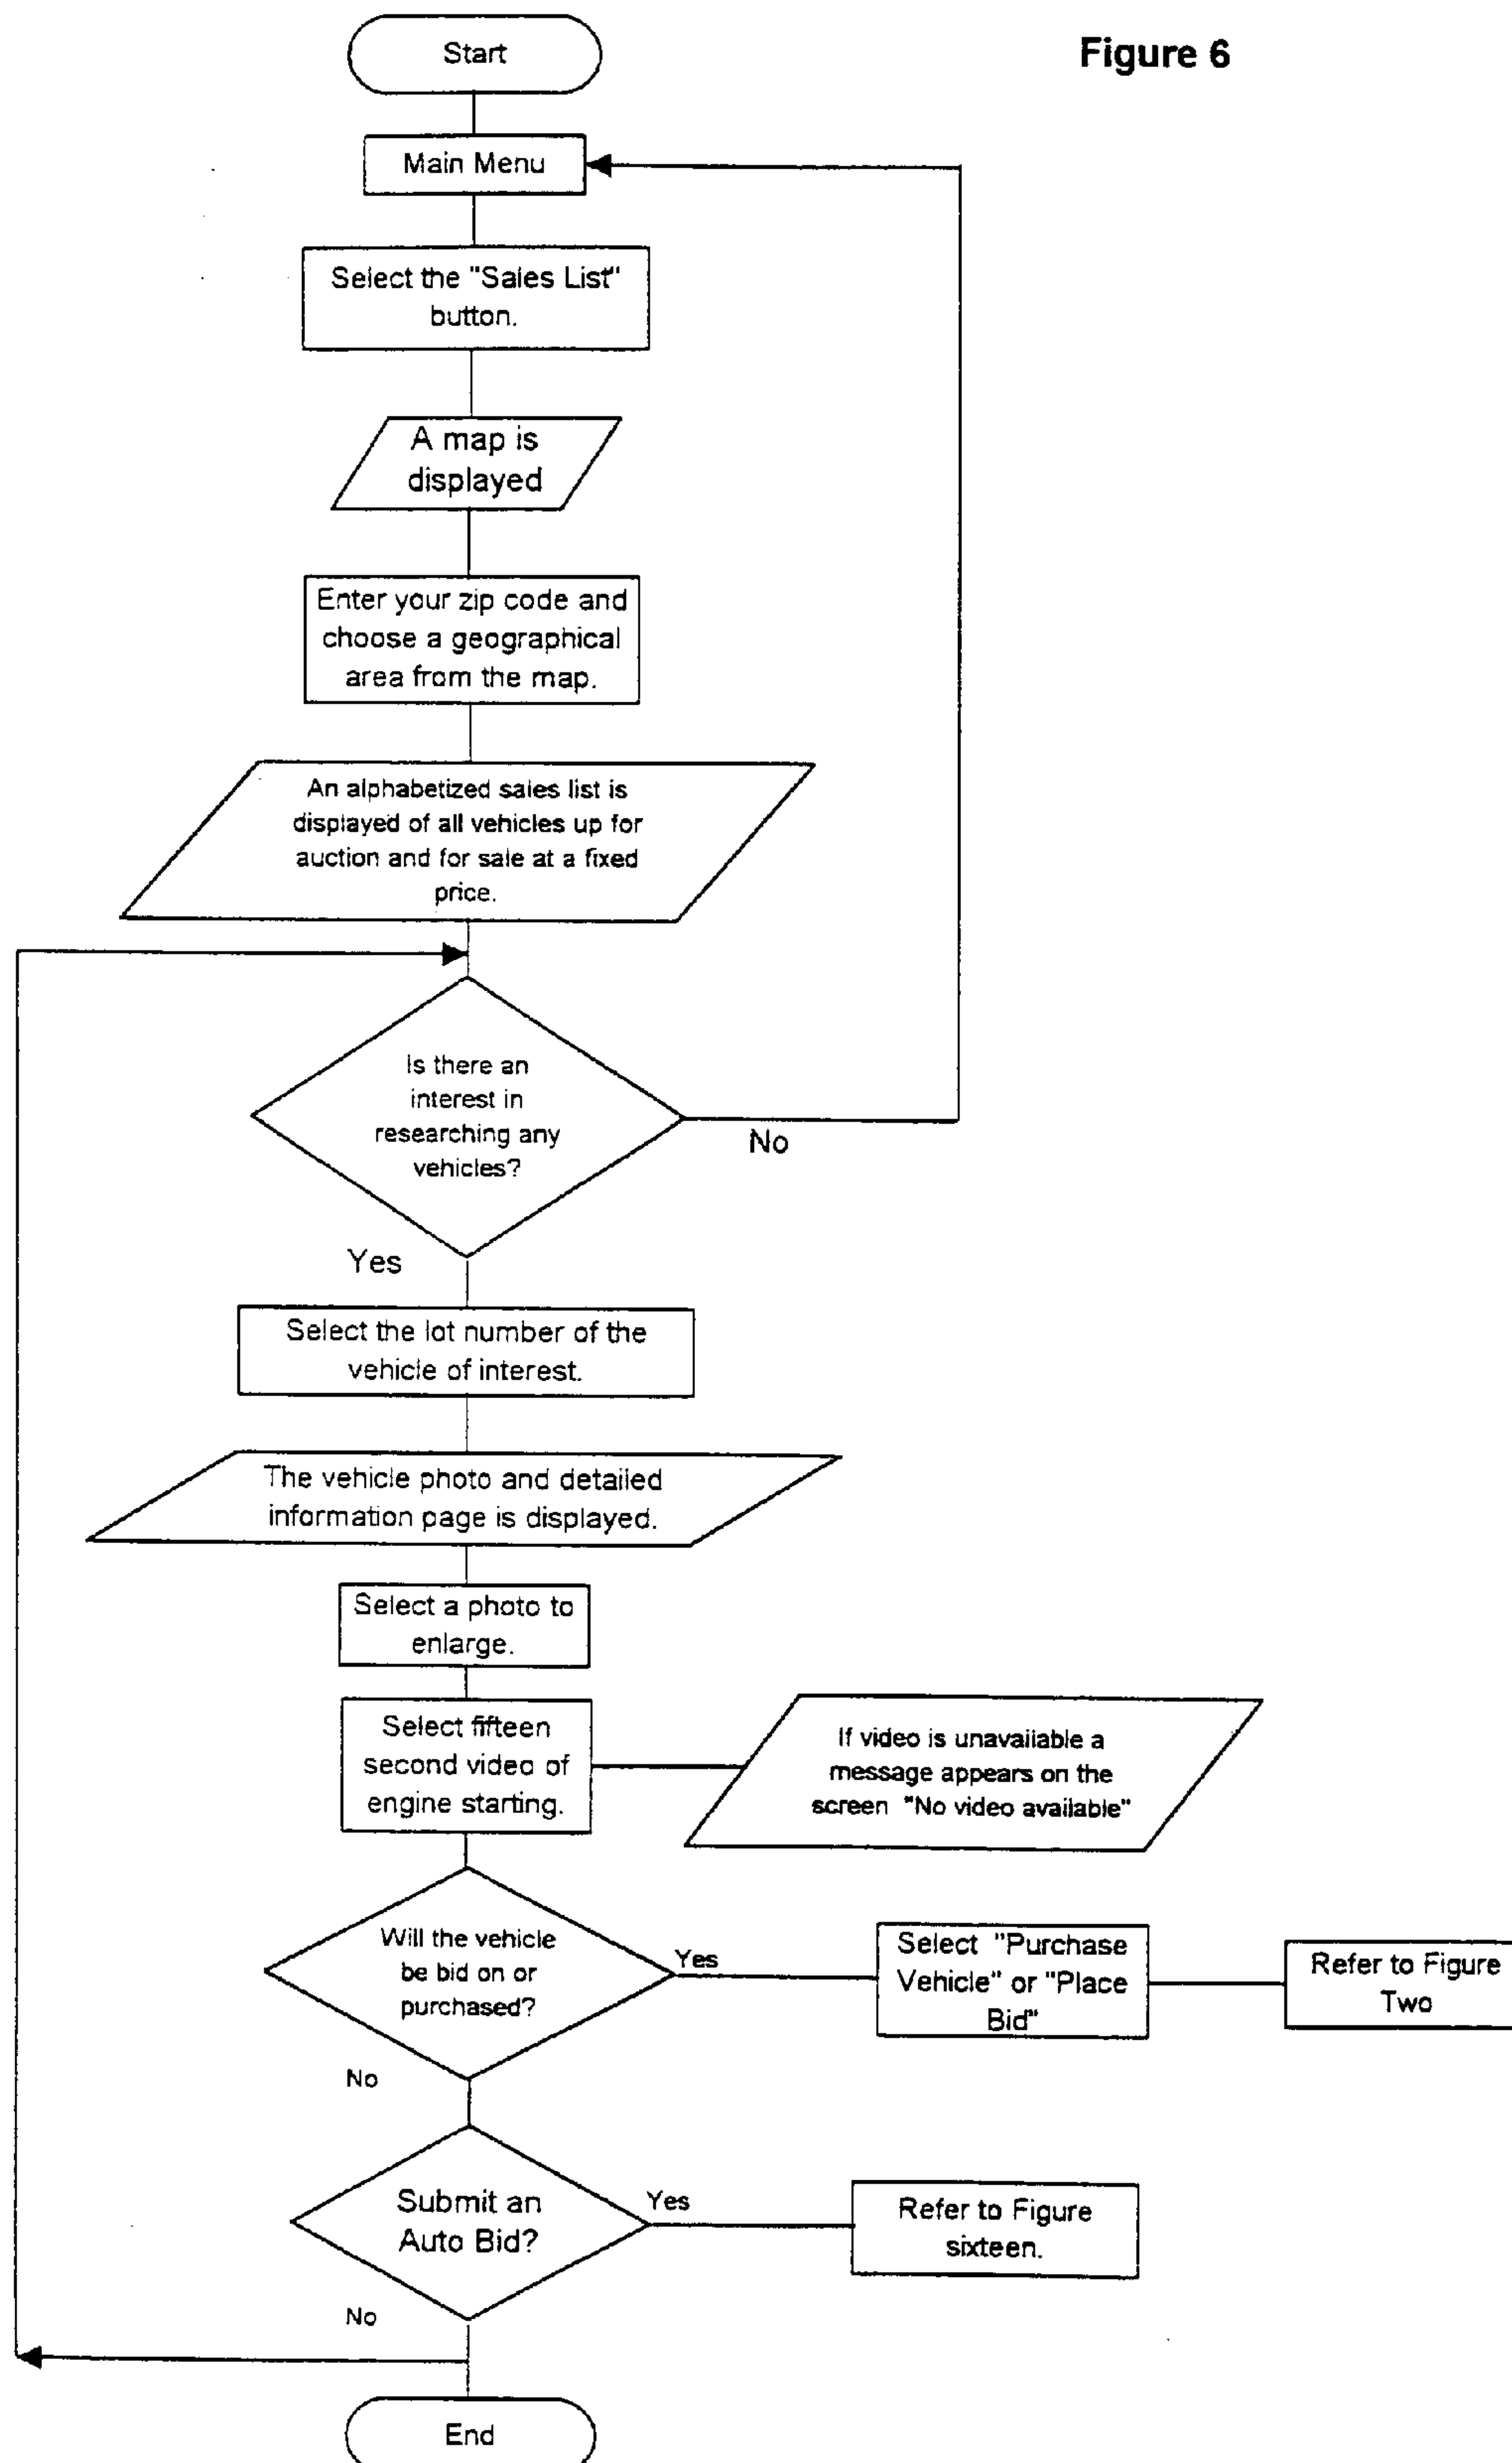 Figure 6
Start
Main Menu
Select the "Sales List"
button.
A map is
displayed
Enter your zip code and
choose a geographical
area from the map.
An alphabetized sales list is
displayed of all vehicles up for
auction and for sale at a fixed
price.
Is there an
interest in
researching any
vehicles?
No
Yes
Select the lot number of the
vehicle of interest.
The vehicle photo and detailed
information page is displayed.
Select a photo to
enlarge.
Select fifteen
second video of
engine starting.
If video is unavailable a
message appears on the
screen "No video available"
Will the vehicle
be bid on or
purchased?
Yes
Select "Purchase
Vehicle" or "Place
Bid"
Refer to Figure
Two
No
Submit an
Auto Bid?
Yes
Refer to Figure
sixteen.
No
End